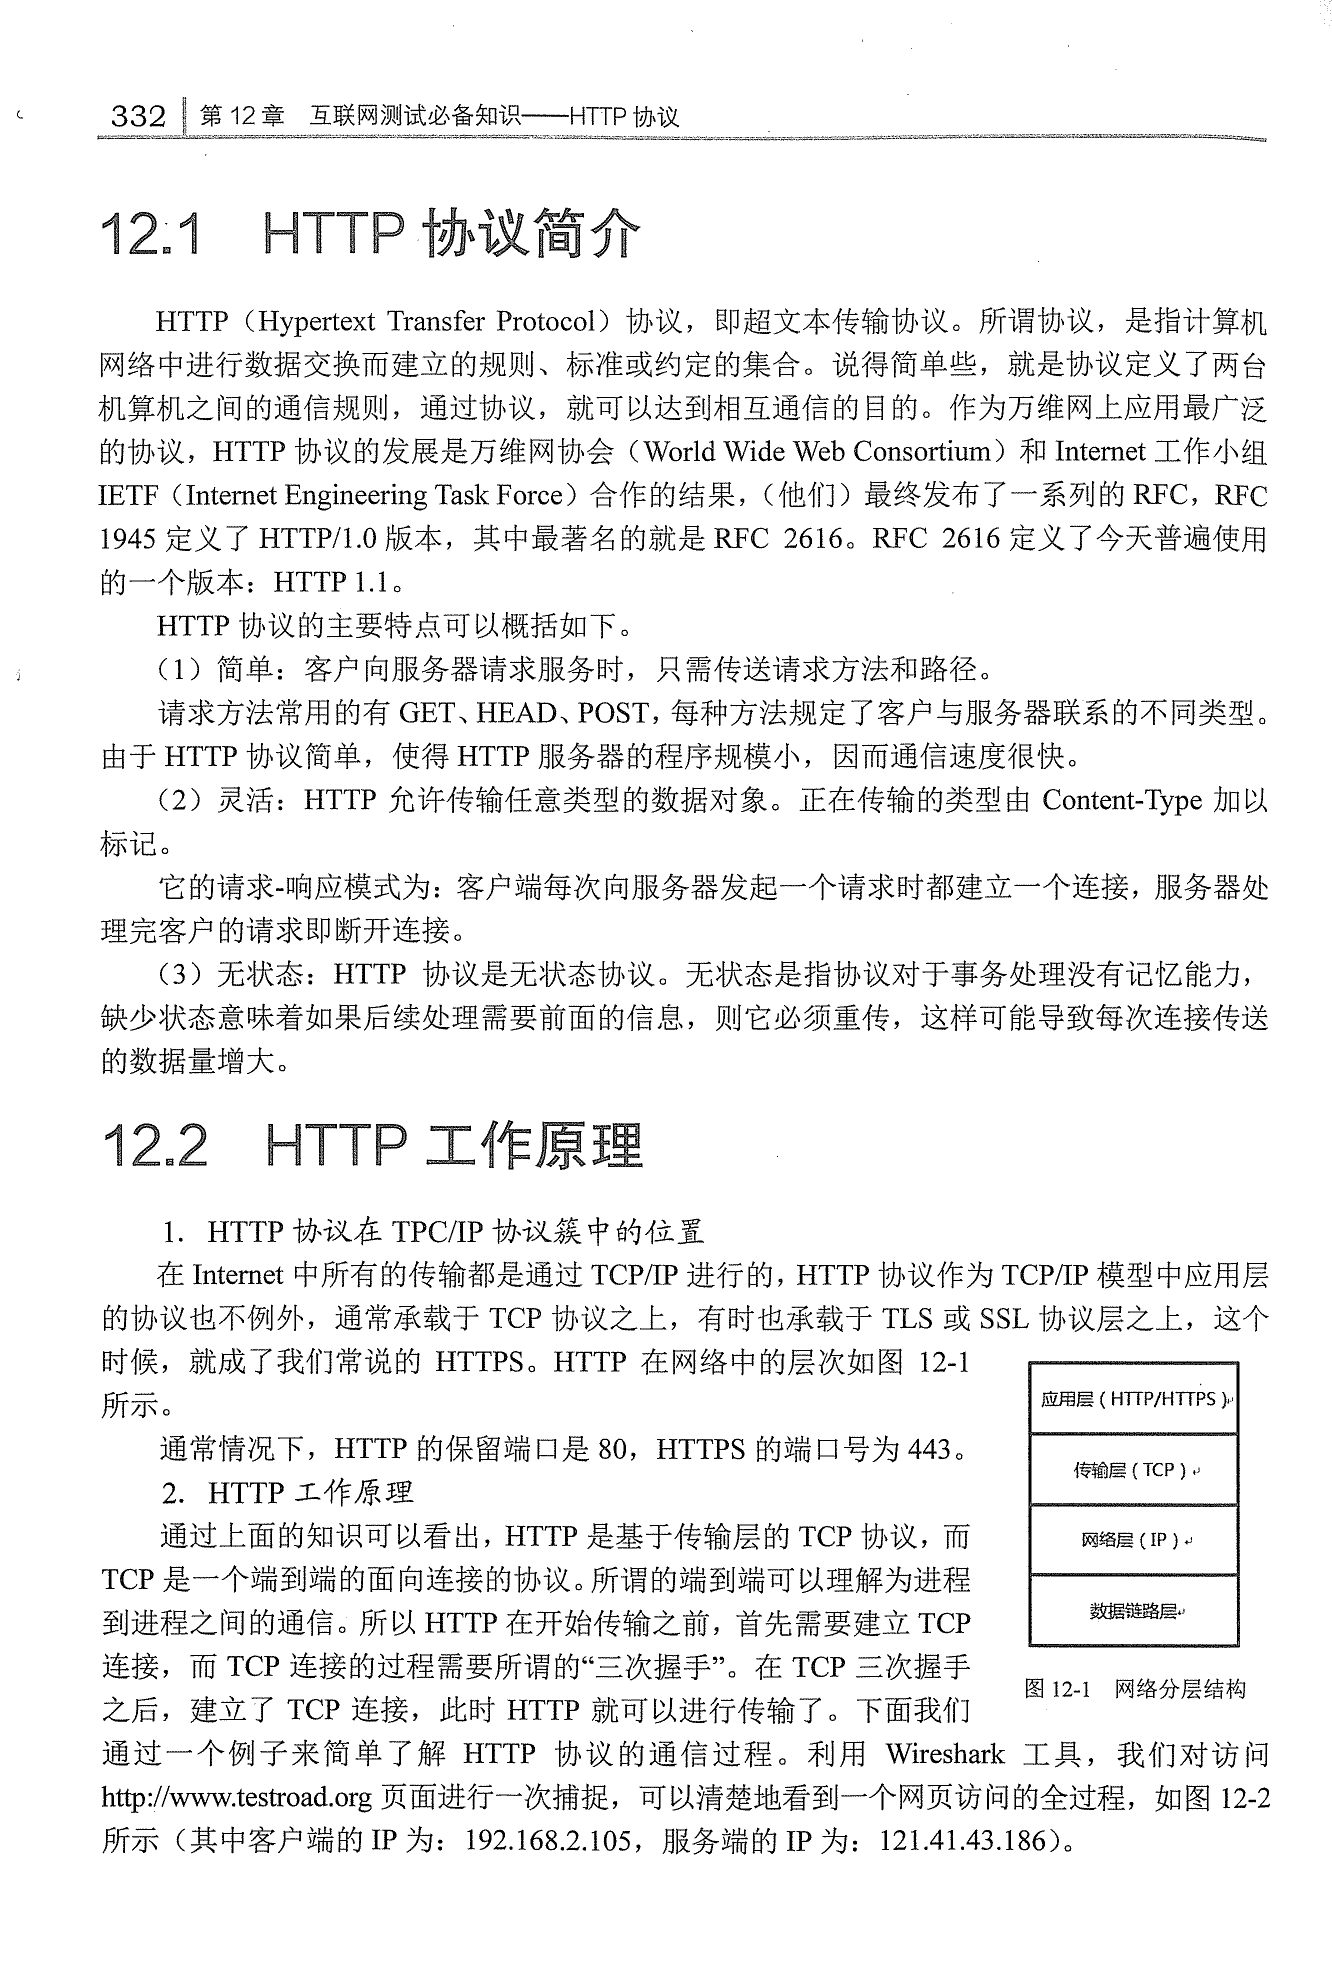 332 第 12 章 互联网测试必备知识——HTTP 协议
12.1 HTTP 协议简介
HTTP（Hypertext Transfer Protocol）协议，即超文本传输协议。所谓协议，是指计算机
网络中进行数据交换而建立的规则、标准或约定的集合。说得简单些，就是协议定义了两台
机算机之间的通信规则，通过协议，就可以达到相互通信的目的。作为万维网上应用最广泛
的协议，HTTP 协议的发展是万维网协会（World Wide Web Consortium）和 Internet 工作小组
IETF（Internet Engineering Task Force）合作的结果，（他们）最终发布了一系列的 RFC，RFC
1945 定义了 HTTP/1.0 版本，其中最著名的就是 RFC 2616。RFC 2616 定义了今天普遍使用
的一个版本：HTTP 1.1。
HTTP 协议的主要特点可以概括如下。
（1）简单：客户向服务器请求服务时，只需传送请求方法和路径。
请求方法常用的有 GET、HEAD、POST，每种方法规定了客户与服务器联系的不同类型。
由于 HTTP 协议简单，使得 HTTP 服务器的程序规模小，因而通信速度很快。
（2）灵活：HTTP 允许传输任意类型的数据对象。正在传输的类型由 Content-Type 加以
标记。
它的请求-响应模式为：客户端每次向服务器发起一个请求时都建立一个连接，服务器处
理完客户的请求即断开连接。
（3）无状态：HTTP 协议是无状态协议。无状态是指协议对于事务处理没有记忆能力，
缺少状态意味着如果后续处理需要前面的信息，则它必须重传，这样可能导致每次连接传送
的数据量增大。
12.2 HTTP 工作原理
1. HTTP 协议在 TPC/IP 协议簇中的位置
在 Internet 中所有的传输都是通过 TCP/IP 进行的，HTTP 协议作为 TCP/IP 模型中应用层
的协议也不例外，通常承载于 TCP 协议之上，有时也承载于 TLS 或 SSL 协议层之上，这个
时候，就成了我们常说的 HTTPS。HTTP 在网络中的层次如图 12-1
所示。
通常情况下，HTTP 的保留端口是 80，HTTPS 的端口号为 443。
2. HTTP 工作原理
通过上面的知识可以看出，HTTP 是基于传输层的 TCP 协议，而
TCP 是一个端到端的面向连接的协议。所谓的端到端可以理解为进程
到进程之间的通信。所以 HTTP 在开始传输之前，首先需要建立 TCP
连接，而 TCP 连接的过程需要所谓的“三次握手”。在 TCP 三次握手
之后，建立了 TCP 连接，此时 HTTP 就可以进行传输了。下面我们
应用层（HTTP/HTTPS）
传输层（TCP）
网络层（IP）
数据链路层
图 12-1 网络分层结构
通过一个例子来简单了解 HTTP 协议的通信过程。利用 Wireshark 工具，我们对访问
http://www.testroad.org 页面进行一次捕捉，可以清楚地看到一个网页访问的全过程，如图 12-2
所示（其中客户端的 IP 为：192.168.2.105，服务端的 IP 为：121.41.43.186）。